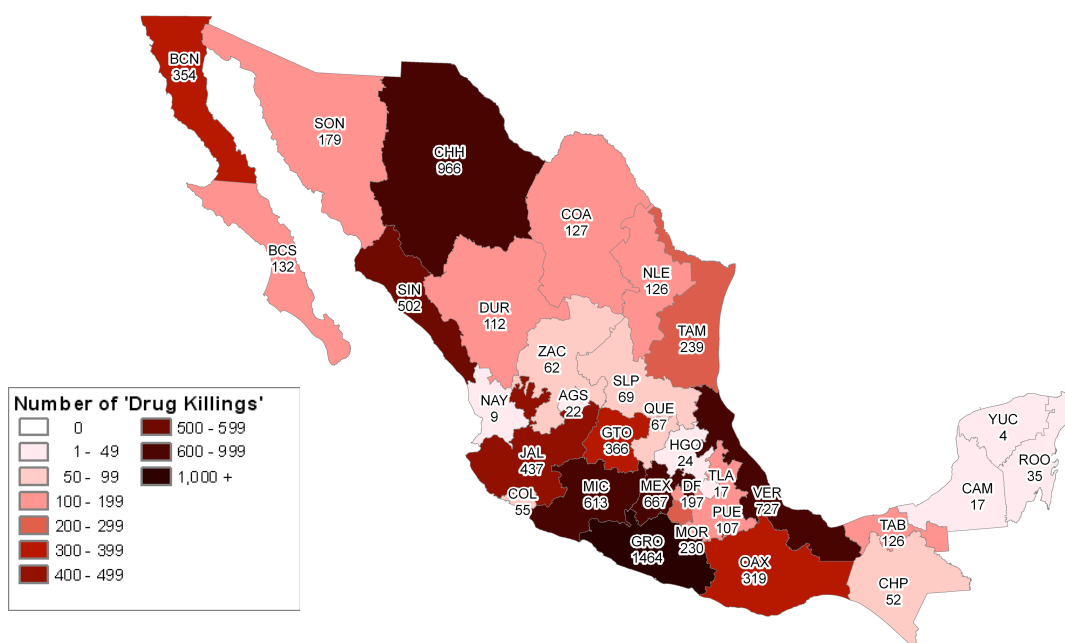 BCN
354
SON
179
CHH
966
BCS
132
COA
127
NLE
126
SIN
502
DUR
112
TAM
239
ZAC
62
SLP
69
NAY
9
AGS
22
QUE
67
GTO
366
HGO
24
JAL
437
COL
55
MIC
613
MEX
667
DF
197
TLA
17
VER
727
PUE
107
MOR
230
GRO
1464
OAX
319
TAB
126
CHP
52
CAM
17
YUC
4
ROO
35
Number of 'Drug Killings'
0
1 - 49
50 - 99
100 - 199
200 - 299
300 - 399
400 - 499
500 - 599
600 - 999
1,000 +